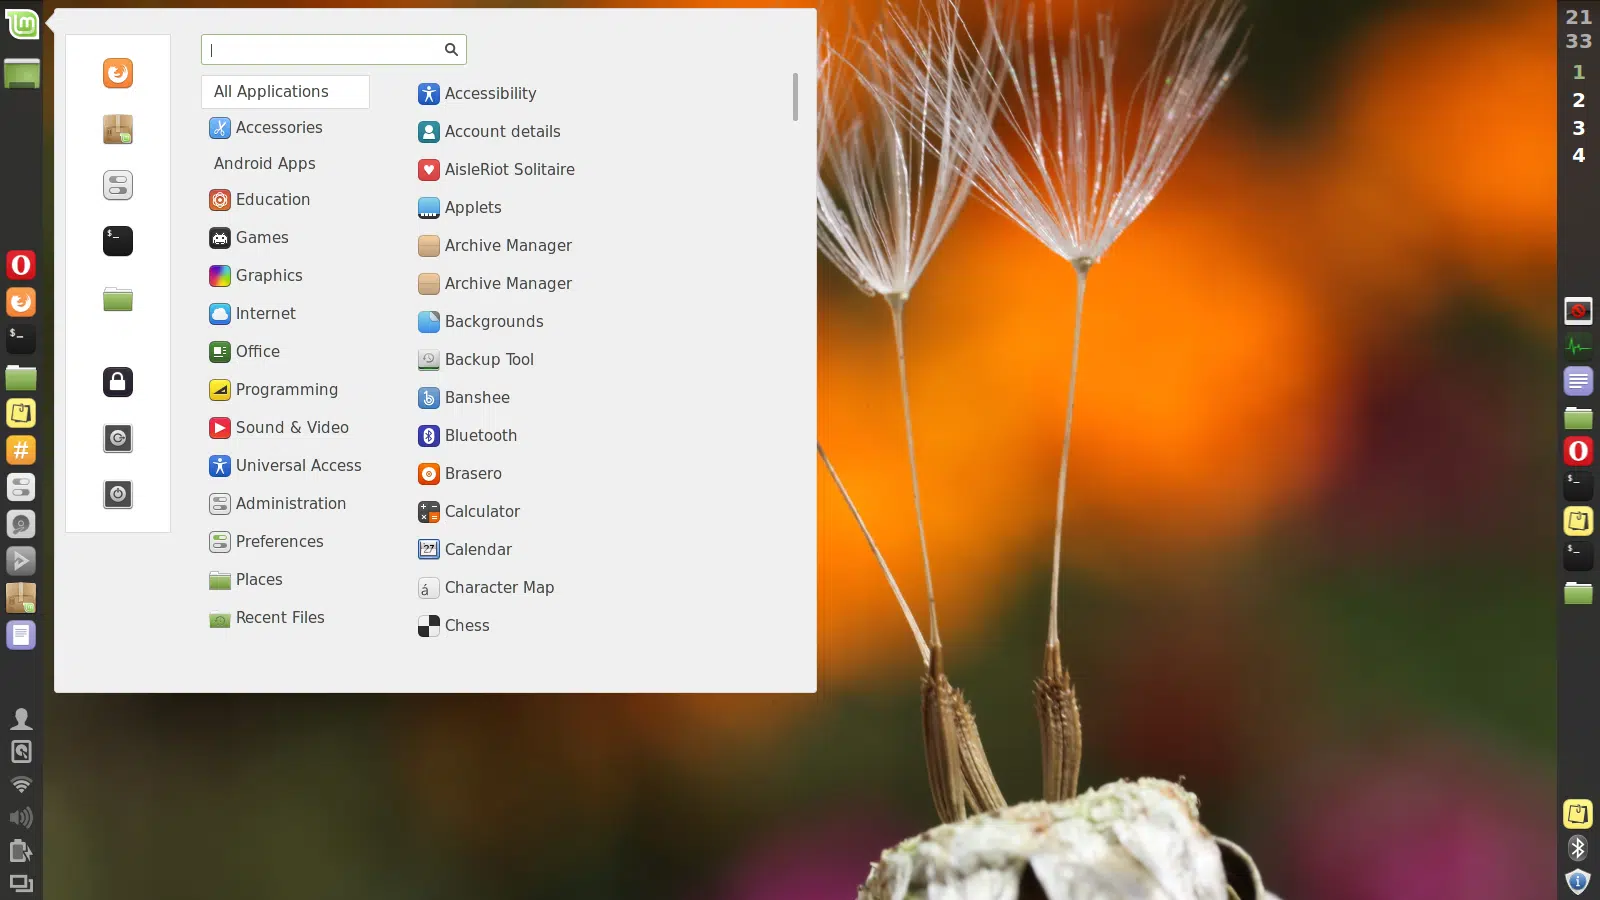 All Applications
Accessories
Android Apps
Education
Games
Graphics
Internet
Office
Programming
Sound & Video
Universal Access
Administration
Preferences
Places
Recent Files
Accessibility
Account details
AisleRiot Solitaire
Applets
Archive Manager
Archive Manager
Backgrounds
Backup Tool
Banshee
Bluetooth
Brasero
Calculator
Calendar
Character Map
Chess
21
33
1
2
3
4